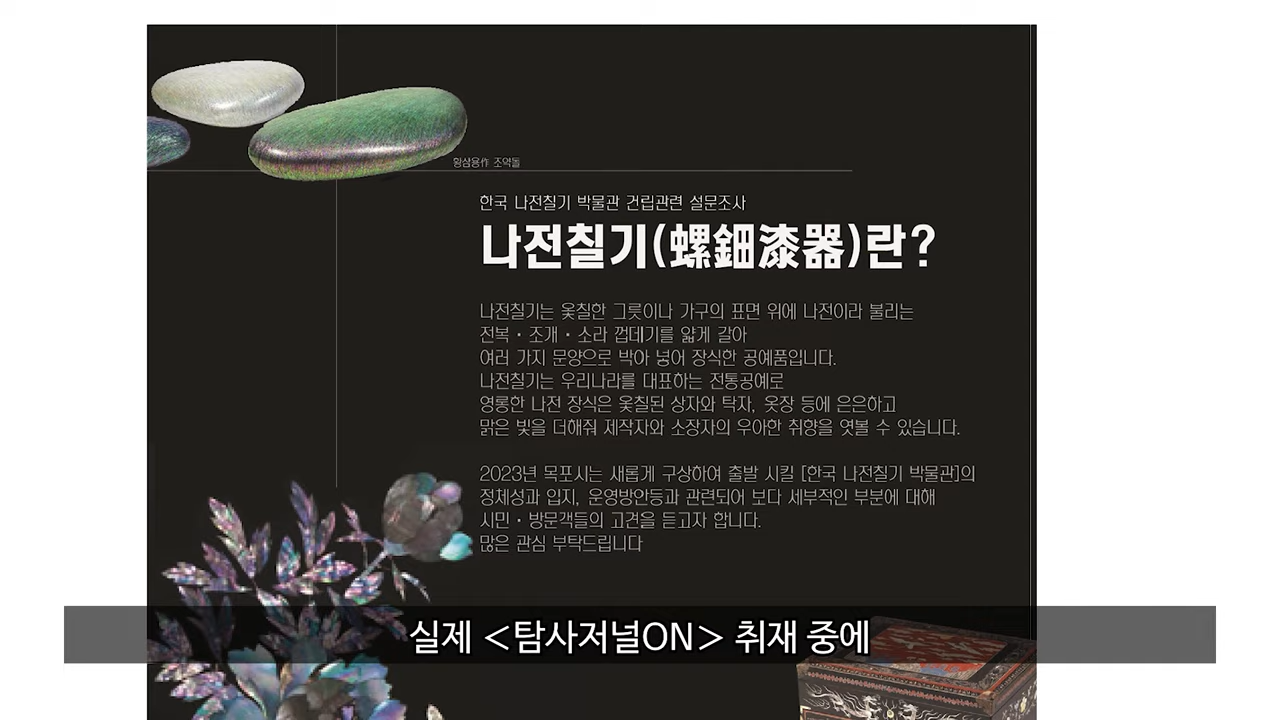 황삼용作 조약돌
한국 나전칠기 박물관 건립관련 설문조사
나전칠기(螺鈿漆器)란?
나전칠기는 옻칠한 그릇이나 가구의 표면 위에 나전이라 불리는
전복・조개・소라 껍데기를 얇게 갈아
여러 가지 문양으로 박아 넣어 장식한 공예품입니다.
나전칠기는 우리나라를 대표하는 전통공예로
영롱한 나전 장식은 옻칠된 상자와 탁자, 옷장 등에 은은하고
맑은 빛을 더해줘 제작자와 소장자의 우아한 취향을 엿볼 수 있습니다.
2023년 목포시는 새롭게 구상하여 출발 시킬 [한국 나전칠기 박물관]의
정체성과 입지, 운영방안등과 관련되어 보다 세부적인 부분에 대해
시민・방문객들의 고견을 듣고자 합니다.
많은 관심 부탁드립니다
실제 <탐사저널ON> 취재 중에